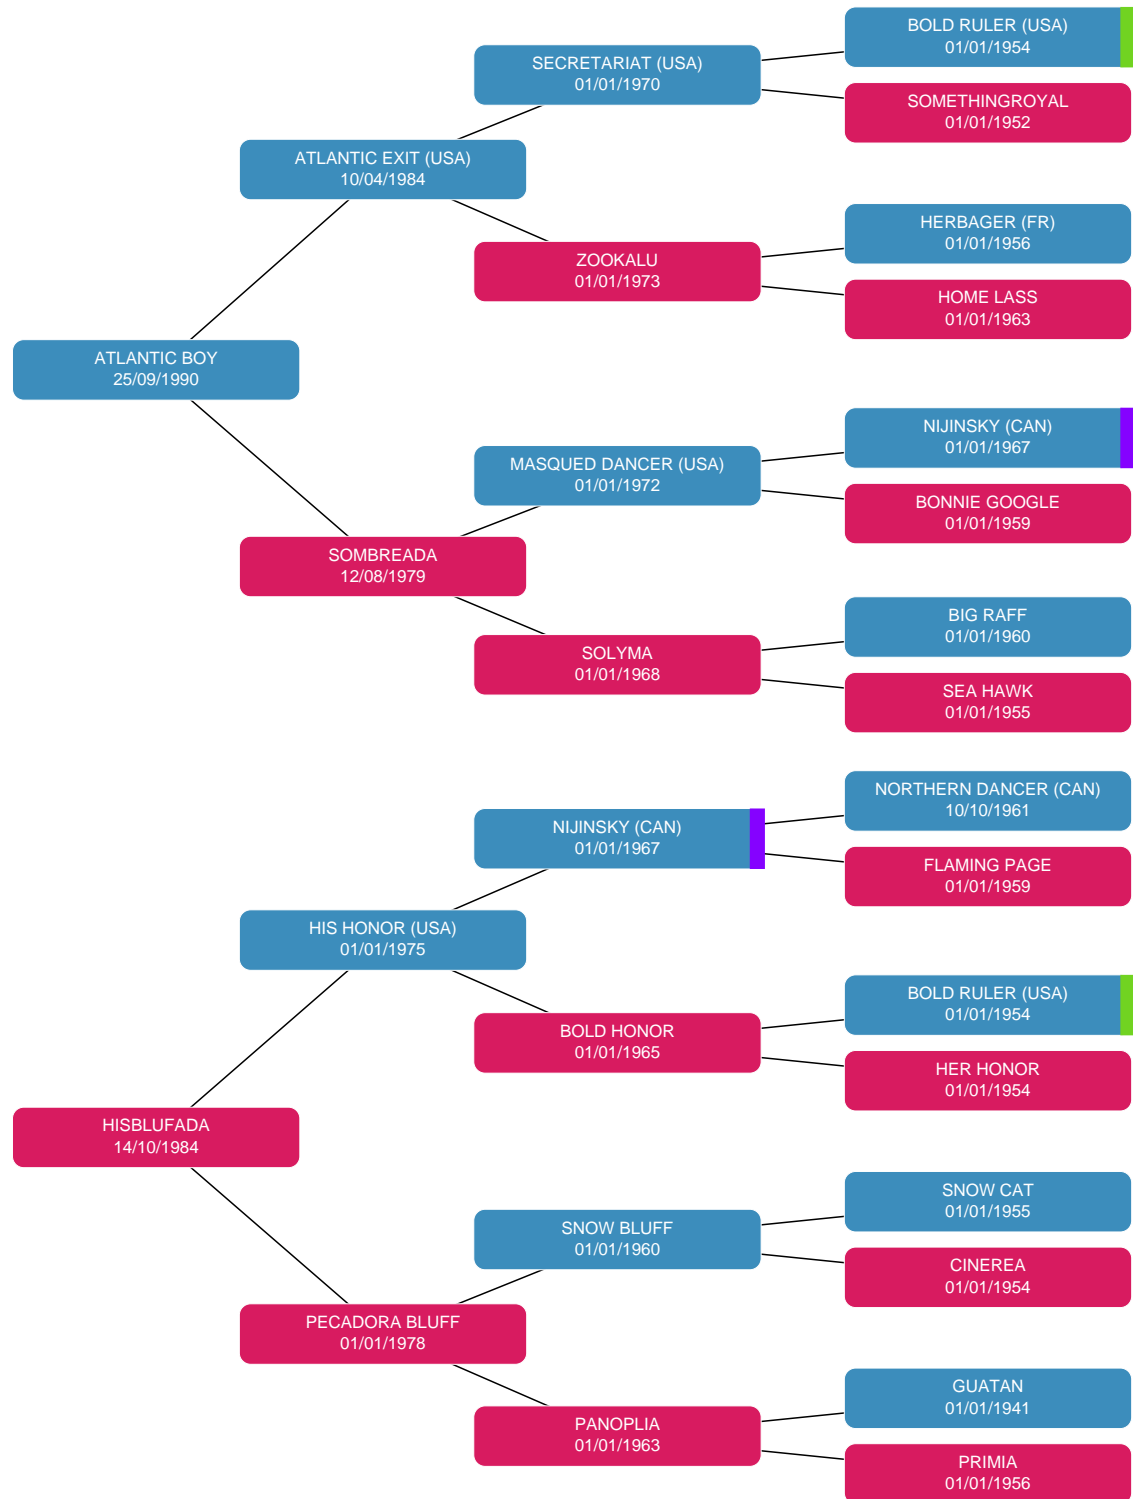 BOLD RULER (USA)
01/01/1954
SECRETARIAT (USA)
01/01/1970
SOMETHINGROYAL
01/01/1952
ATLANTIC EXIT (USA)
10/04/1984
HERBAGER (FR)
01/01/1956
ZOOKALU
01/01/1973
HOME LASS
01/01/1963
ATLANTIC BOY
25/09/1990
NIJINSKY (CAN)
01/01/1967
MASQUED DANCER (USA)
01/01/1972
BONNIE GOOGLE
01/01/1959
SOMBREADA
12/08/1979
BIG RAFF
01/01/1960
SOLYMA
01/01/1968
SEA HAWK
01/01/1955
NORTHERN DANCER (CAN)
10/10/1961
NIJINSKY (CAN)
01/01/1967
FLAMING PAGE
01/01/1959
HIS HONOR (USA)
01/01/1975
BOLD RULER (USA)
01/01/1954
BOLD HONOR
01/01/1965
HER HONOR
01/01/1954
HISBLUFADA
14/10/1984
SNOW CAT
01/01/1955
SNOW BLUFF
01/01/1960
CINEREA
01/01/1954
PECADORA BLUFF
01/01/1978
GUATAN
01/01/1941
PANOPLIA
01/01/1963
PRIMIA
01/01/1956